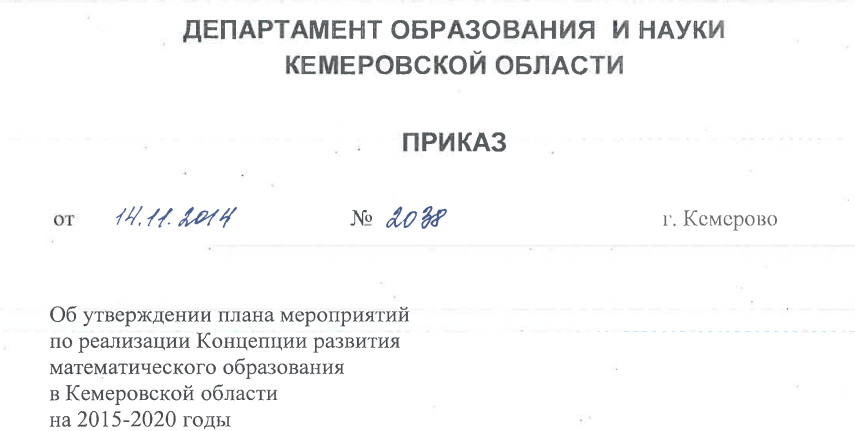 ДЕПАРТАМЕНТ ОБРАЗОВАНИЯ И НАУКИ
КЕМЕРОВСКОЙ ОБЛАСТИ
ПРИКАЗ
от 14.11.2014 № 2038 г. Кемерово
Об утверждении плана мероприятий
по реализации Концепции развития
математического образования
в Кемеровской области
на 2015-2020 годы